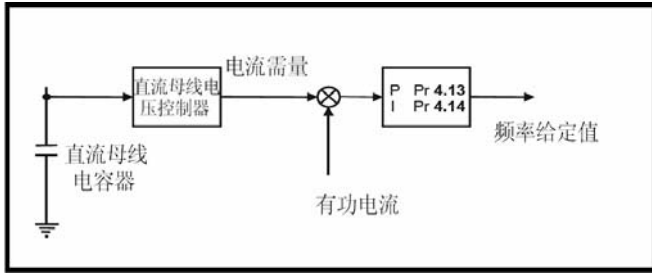 电流需量
直流母线电
压控制器
P Pr 4.13
I Pr 4.14
频率给定值
直流母线
电容器
有功电流